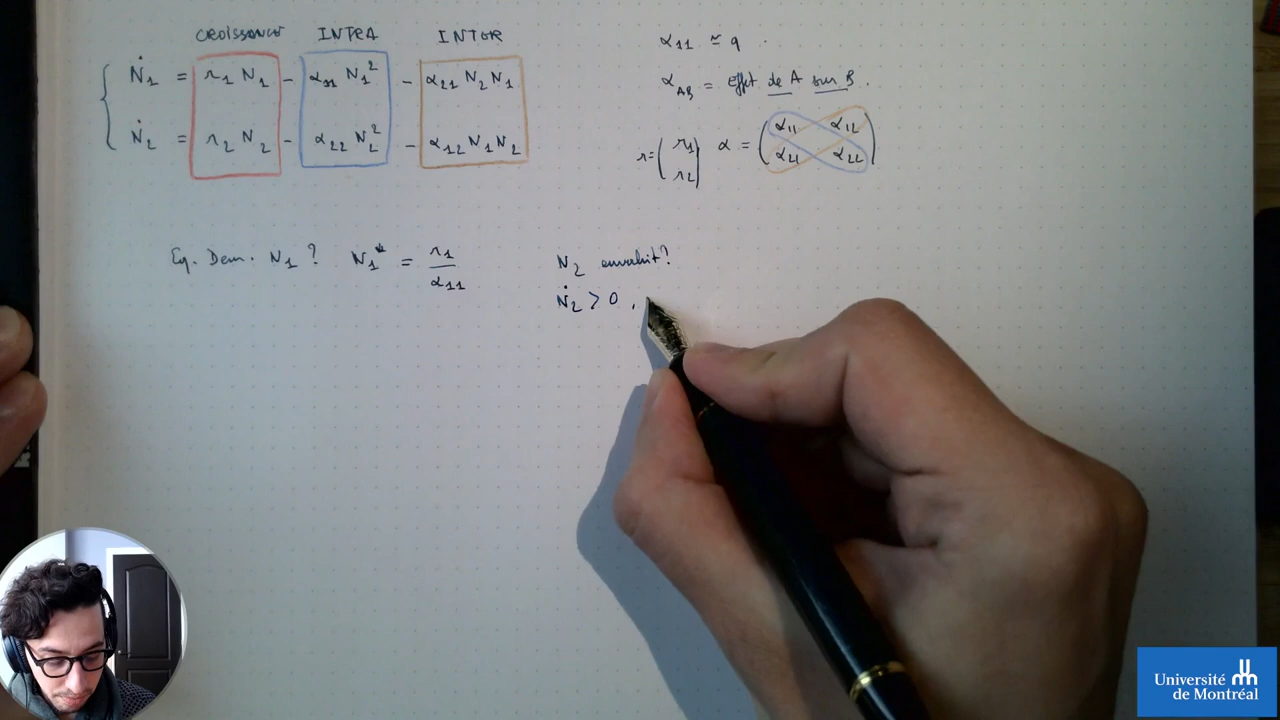 CROISSANCE INTRA INTER
Ṅ₁ = r₁ N₁ - α₁₁ N₁² - α₂₁ N₂ N₁
Ṅ₂ = r₂ N₂ - α₂₂ N₂² - α₁₂ N₁ N₂
α₁₁ ≃ q .
α_AB = effet de A sur B.
r = ( r₁ r₂ ) α = ( α₁₁ α₁₂ α₂₁ α₂₂ )
Eq. Dem. N₁ ? N₁* = r₁ / α₁₁
N₂ envahit?
Ṅ₂ > 0 ,
Université
de Montréal